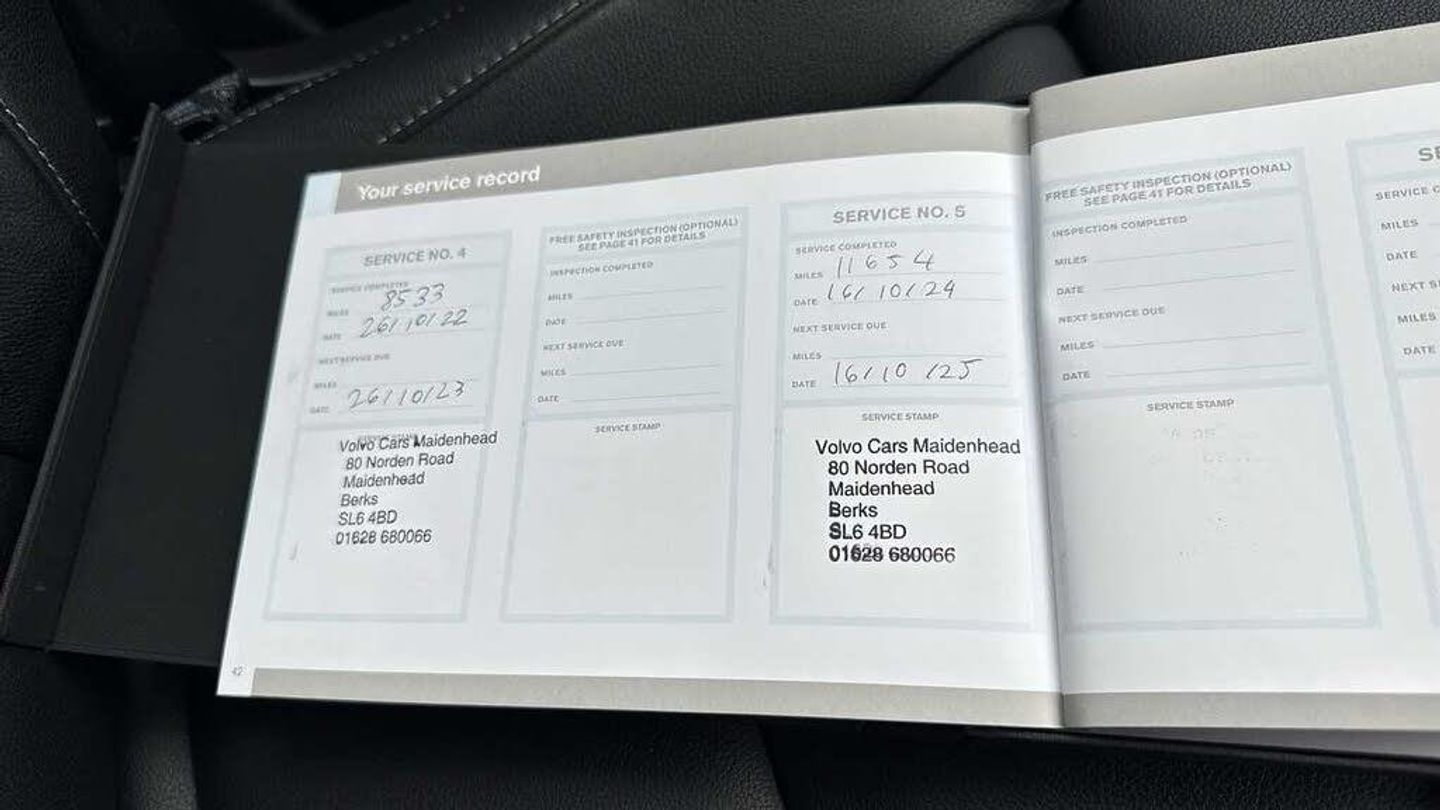 Your service record
SERVICE NO. 4
SERVICE COMPLETED
MILES 8533
DATE 26/10/22
NEXT SERVICE DUE
MILES
DATE 26/10/23
Volvo Cars Maidenhead
80 Norden Road
Maidenhead
Berks
SL6 4BD
01628 680066
42
FREE SAFETY INSPECTION (OPTIONAL)
SEE PAGE 41 FOR DETAILS
INSPECTION COMPLETED
MILES
DATE
NEXT SERVICE DUE
MILES
DATE
SERVICE STAMP
SERVICE NO. 5
SERVICE COMPLETED
MILES 11654
DATE 16/10/24
NEXT SERVICE DUE
MILES
DATE 16/10/25
SERVICE STAMP
Volvo Cars Maidenhead
80 Norden Road
Maidenhead
Berks
SL6 4BD
01628 680066
FREE SAFETY INSPECTION (OPTIONAL)
SEE PAGE 41 FOR DETAILS
INSPECTION COMPLETED
MILES
DATE
NEXT SERVICE DUE
MILES
DATE
SERVICE STAMP
SE
SERVICE C
MILES
DATE
NEXT S
MILES
DATE